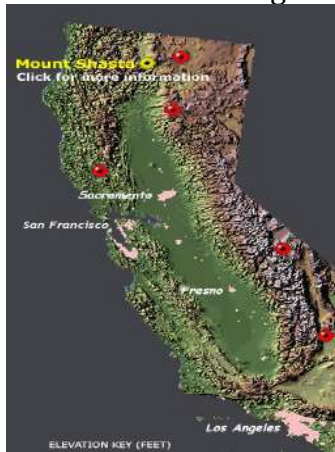 Mount Shasta
Click for more information
Sacramento
San Francisco
Fresno
Los Angeles
ELEVATION KEY (FEET)